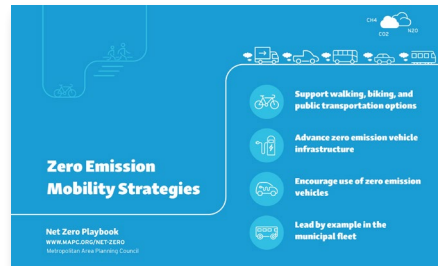 CH4
CO2
N2O
Support walking, biking, and
public transportation options
Advance zero emission vehicle
infrastructure
Zero Emission
Mobility Strategies
Encourage use of zero emission
vehicles
Lead by example in the
municipal fleet
Net Zero Playbook
WWW.MAPC.ORG/NET-ZERO
Metropolitan Area Planning Council